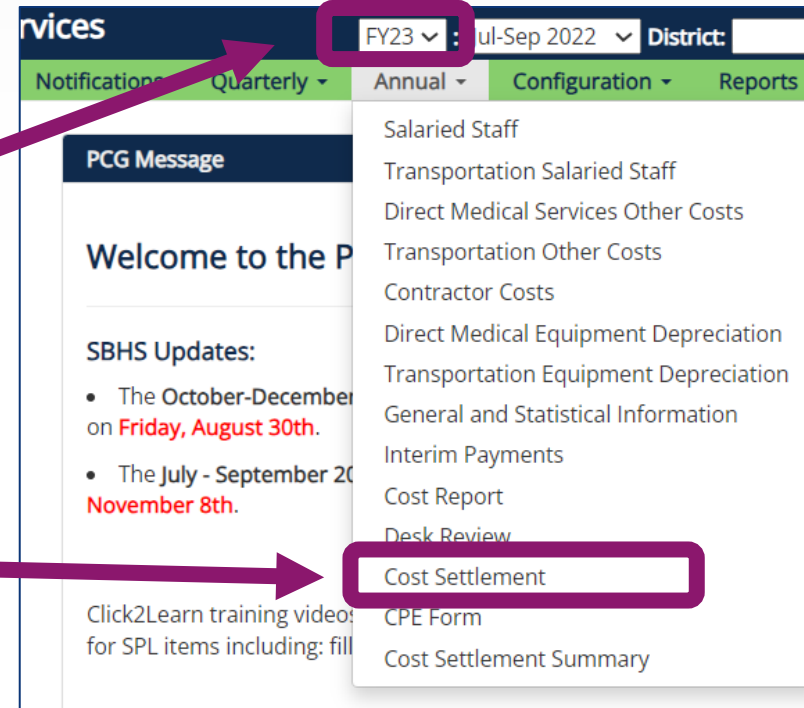 rvices FY23 : ul-Sep 2022 District:
Notifications Quarterly Annual Configuration Reports
PCG Message
Welcome to the P
SBHS Updates:
• The October-December
on Friday, August 30th.
• The July - September 20
November 8th.
Click2Learn training videos
for SPL items including: fill
Salaried Staff
Transportation Salaried Staff
Direct Medical Services Other Costs
Transportation Other Costs
Contractor Costs
Direct Medical Equipment Depreciation
Transportation Equipment Depreciation
General and Statistical Information
Interim Payments
Cost Report
Desk Review
Cost Settlement
CPE Form
Cost Settlement Summary